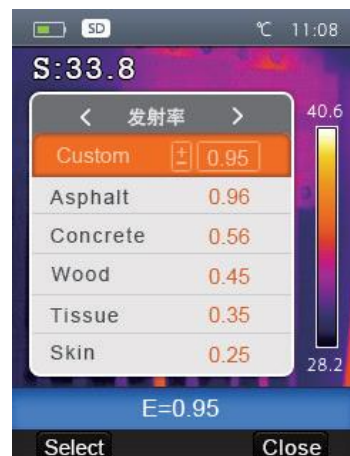 SD ℃ 11:08
S:33.8
< 发射率 >
40.6
Custom ± 0.95
Asphalt 0.96
Concrete 0.56
Wood 0.45
Tissue 0.35
Skin 0.25
28.2
E=0.95
Select Close